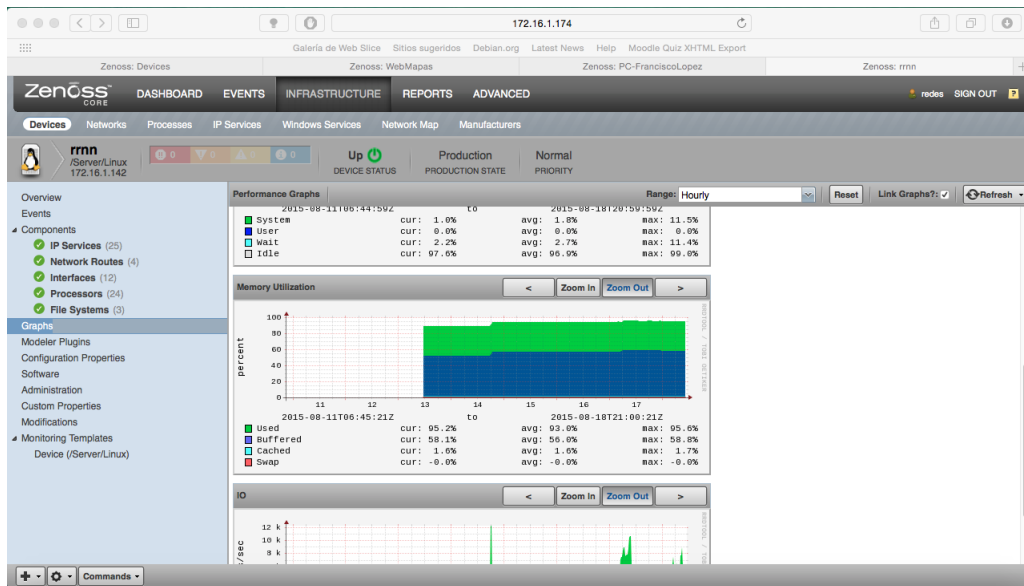 172.16.1.174
Galería de Web Slice Sitios sugeridos Debian.org Latest News Help Moodle Quiz XHTML Export
Zenoss: Devices Zenoss: WebMapas Zenoss: PC-FranciscoLopez Zenoss: rrnn
Zenōss CORE DASHBOARD EVENTS INFRASTRUCTURE REPORTS ADVANCED redes SIGN OUT ?
Devices Networks Processes IP Services Windows Services Network Map Manufacturers
rrnn
/Server/Linux
172.16.1.142
0 0 0 0
Up
DEVICE STATUS
Production
PRODUCTION STATE
Normal
PRIORITY
Overview
Events
Components
IP Services (25)
Network Routes (4)
Interfaces (12)
Processors (24)
File Systems (3)
Graphs
Modeler Plugins
Configuration Properties
Software
Administration
Custom Properties
Modifications
Monitoring Templates
Device (/Server/Linux)
Performance Graphs Range: Hourly Reset Link Graphs?: Refresh
2015-08-11T06:44:59Z to 2015-08-18T20:59:59Z
System cur: 1.0% avg: 1.8% max: 11.5%
User cur: 0.0% avg: 0.0% max: 0.0%
Wait cur: 2.2% avg: 2.7% max: 11.4%
Idle cur: 97.6% avg: 96.9% max: 99.0%
Memory Utilization < Zoom In Zoom Out >
percent
100
80
60
40
20
0
11 12 13 14 15 16 17
2015-08-11T06:45:21Z to 2015-08-18T21:00:21Z
Used cur: 95.2% avg: 93.0% max: 95.6%
Buffered cur: 58.1% avg: 56.0% max: 58.8%
Cached cur: 1.6% avg: 1.6% max: 1.7%
Swap cur: -0.0% avg: -0.0% max: -0.0%
RRDTOOL / TOBI OETIKER
IO < Zoom In Zoom Out >
12 k
10 k
8 k
/sec
RRDTOOL /
Commands